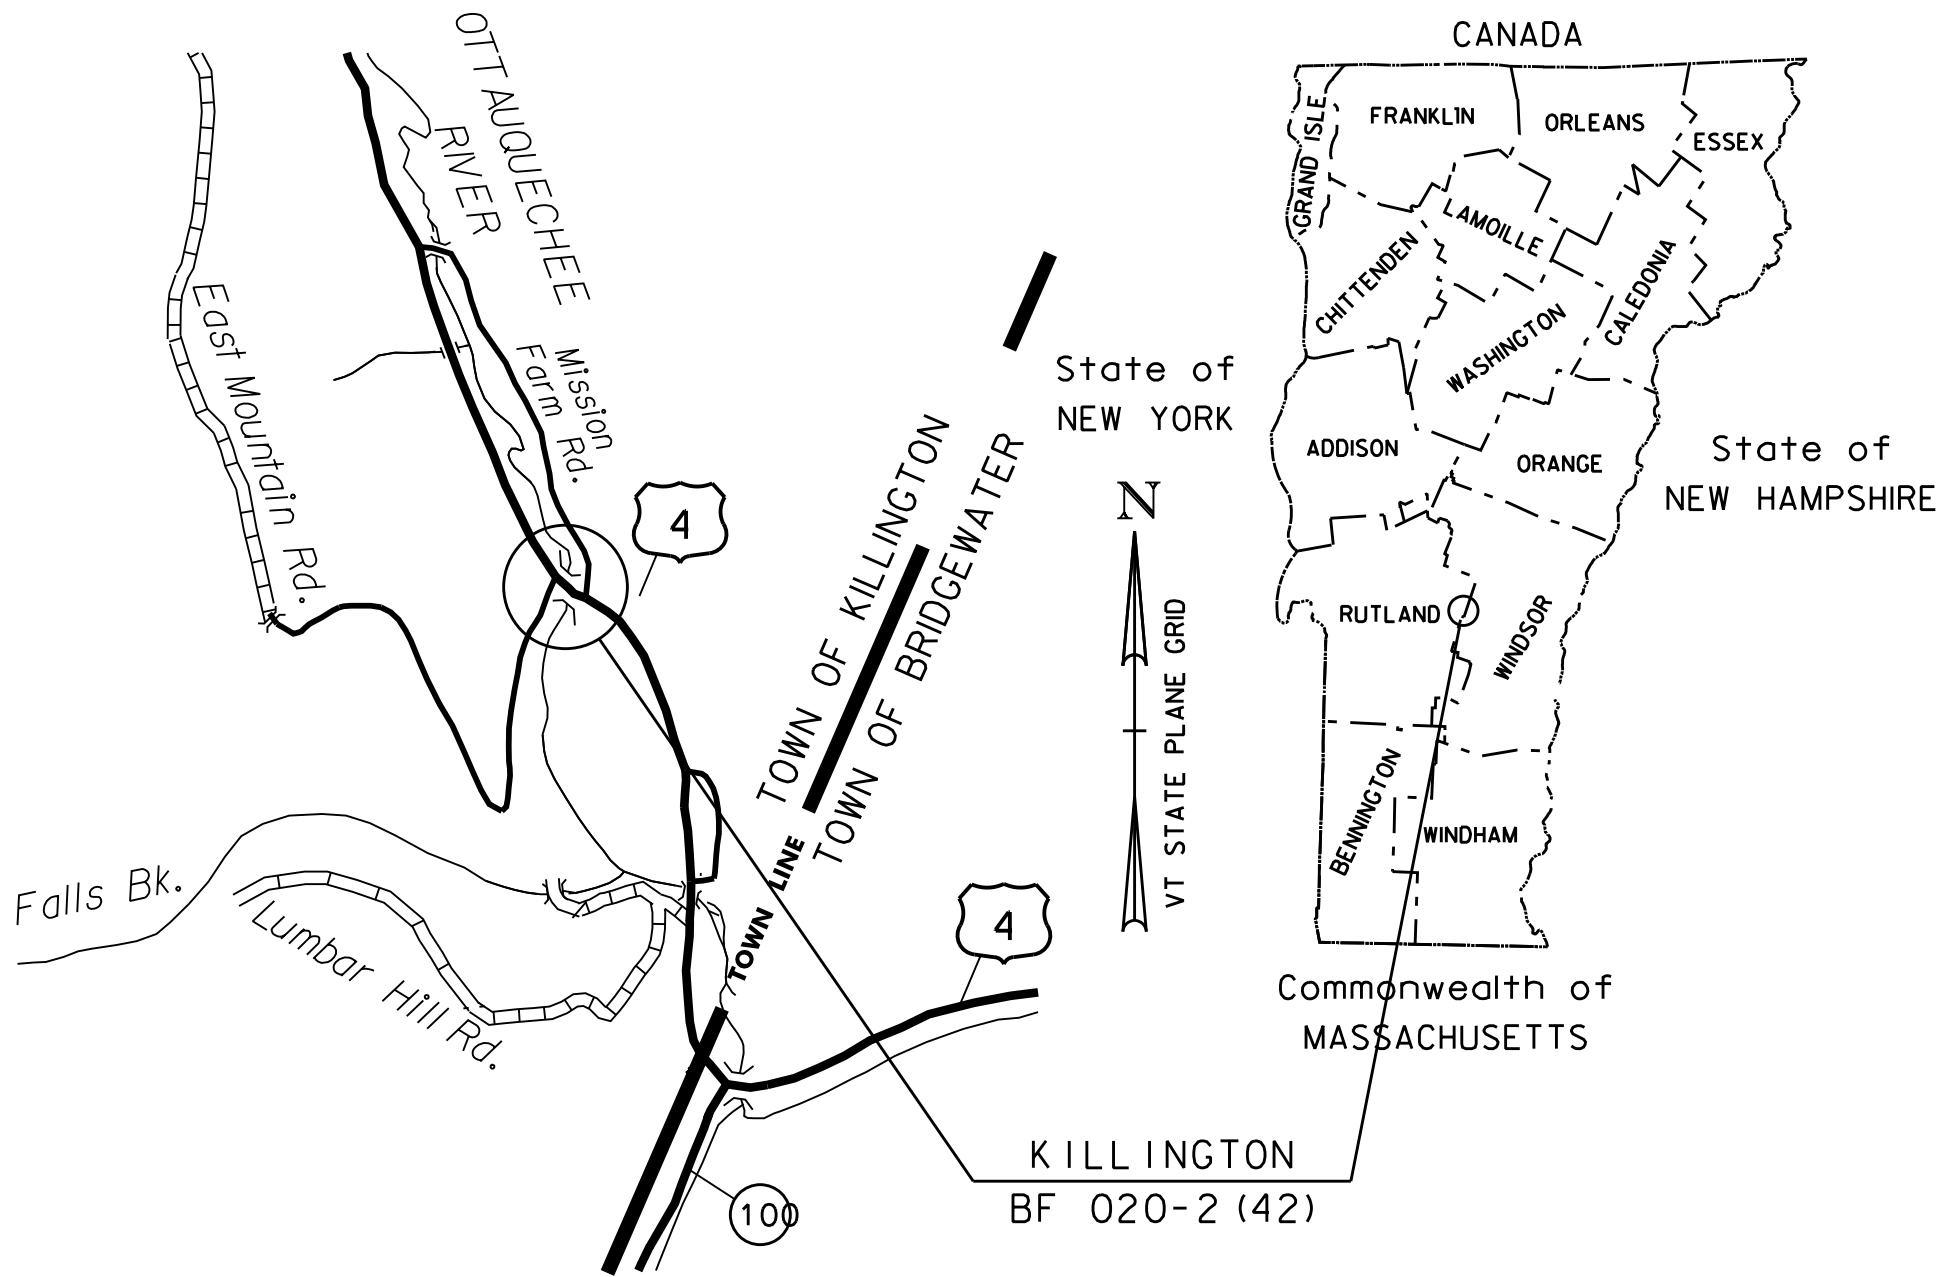 OTTAUQUECHEE
RIVER
East Mountain Rd.
Mission
Farm Rd.
4
TOWN OF KILLINGTON
TOWN OF BRIDGEWATER
TOWN LINE
Falls Bk.
Lumbar Hill Rd.
4
100
N
VT STATE PLANE GRID
CANADA
GRAND ISLE
FRANKLIN
ORLEANS
ESSEX
LAMOILLE
CHITTENDEN
CALEDONIA
WASHINGTON
State of
NEW YORK
ADDISON
ORANGE
State of
NEW HAMPSHIRE
RUTLAND
WINDSOR
BENNINGTON
WINDHAM
Commonwealth of
MASSACHUSETTS
KILLINGTON
BF 020-2 (42)